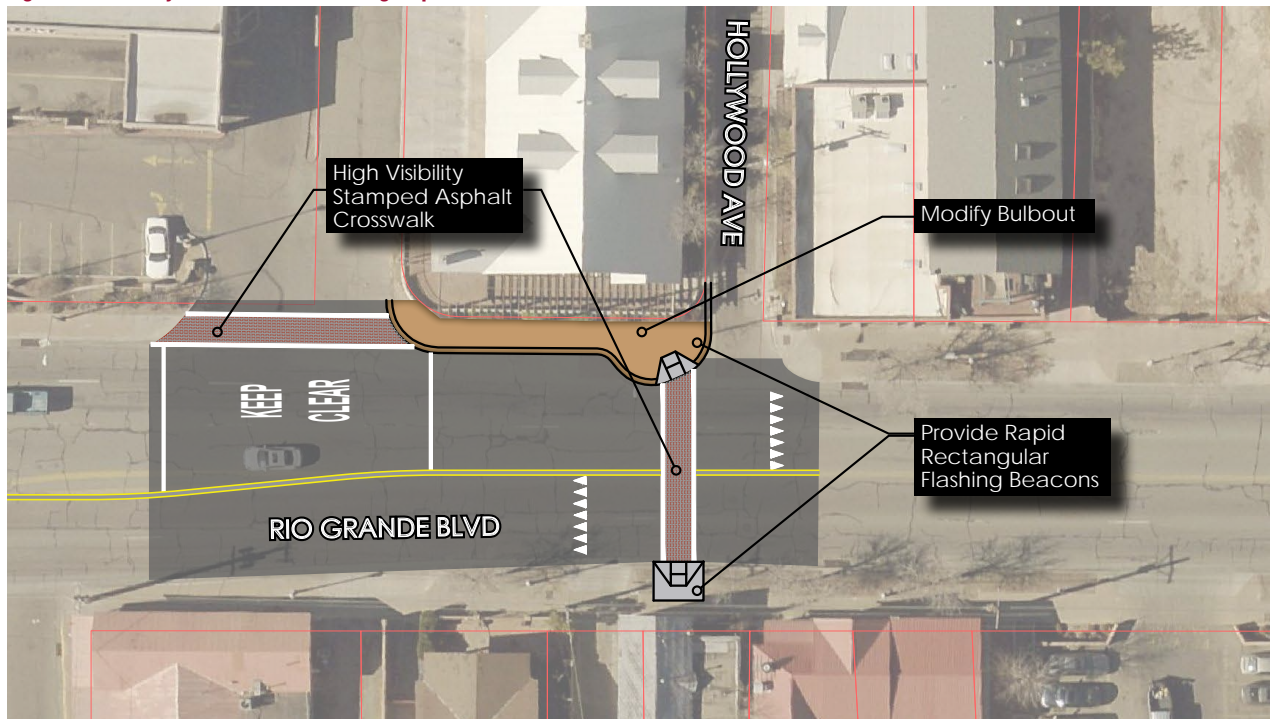 HOLLYWOOD AVE
High Visibility
Stamped Asphalt
Crosswalk
Modify Bulbout
KEEP
CLEAR
Provide Rapid
Rectangular
Flashing Beacons
RIO GRANDE BLVD